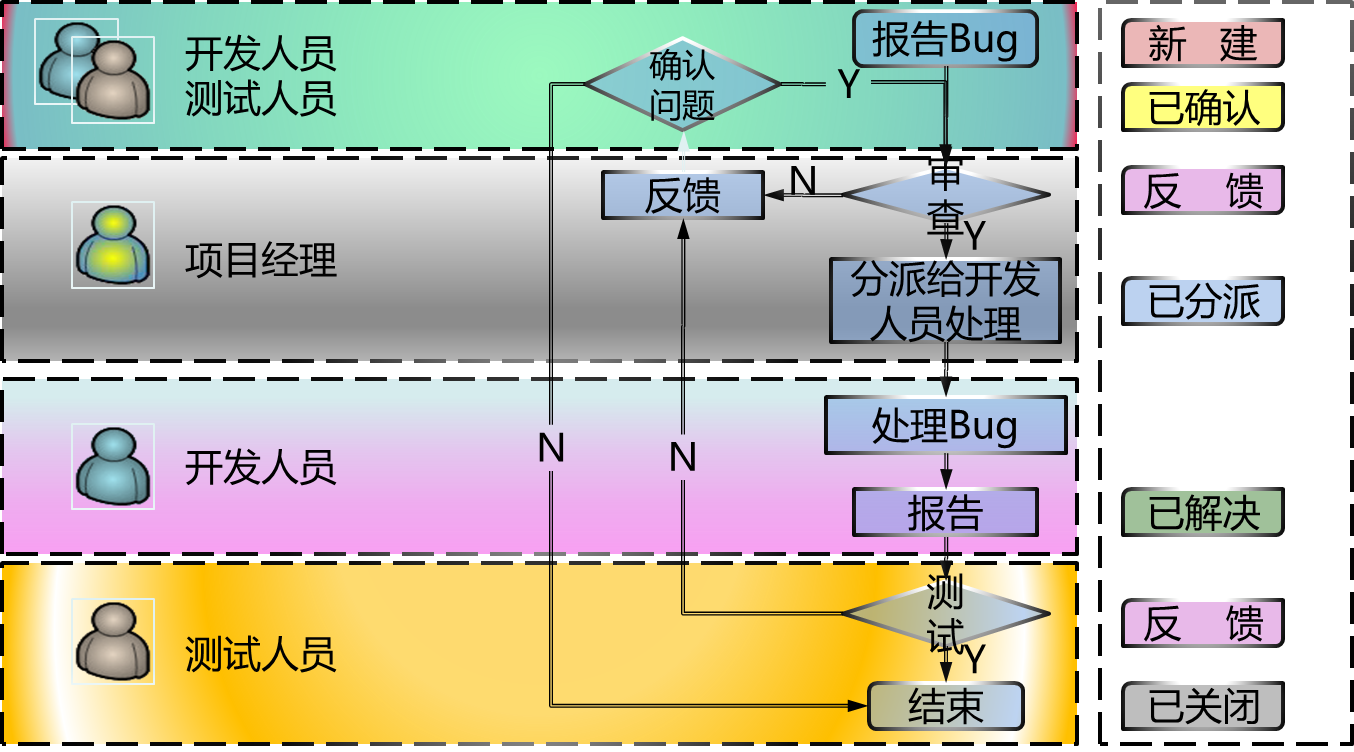 开发人员
测试人员
确认
问题
Y
报告Bug
新 建
已确认
项目经理
反馈
N
审
查
Y
分派给开发
人员处理
反 馈
已分派
开发人员
N
N
处理Bug
报告
已解决
测试人员
测
试
Y
结束
反 馈
已关闭